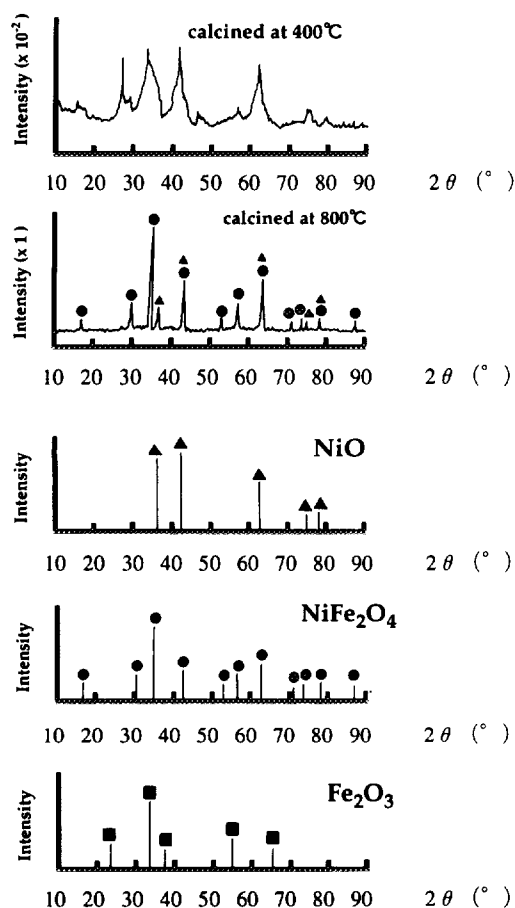 calcined at 400℃
Intensity (x 10⁻²)
10 20 30 40 50 60 70 80 90 2θ (°)
calcined at 800℃
Intensity (x 1)
10 20 30 40 50 60 70 80 90 2θ (°)
NiO
Intensity
10 20 30 40 50 60 70 80 90 2θ (°)
NiFe₂O₄
Intensity
10 20 30 40 50 60 70 80 90 2θ (°)
Fe₂O₃
Intensity
10 20 30 40 50 60 70 80 90 2θ (°)